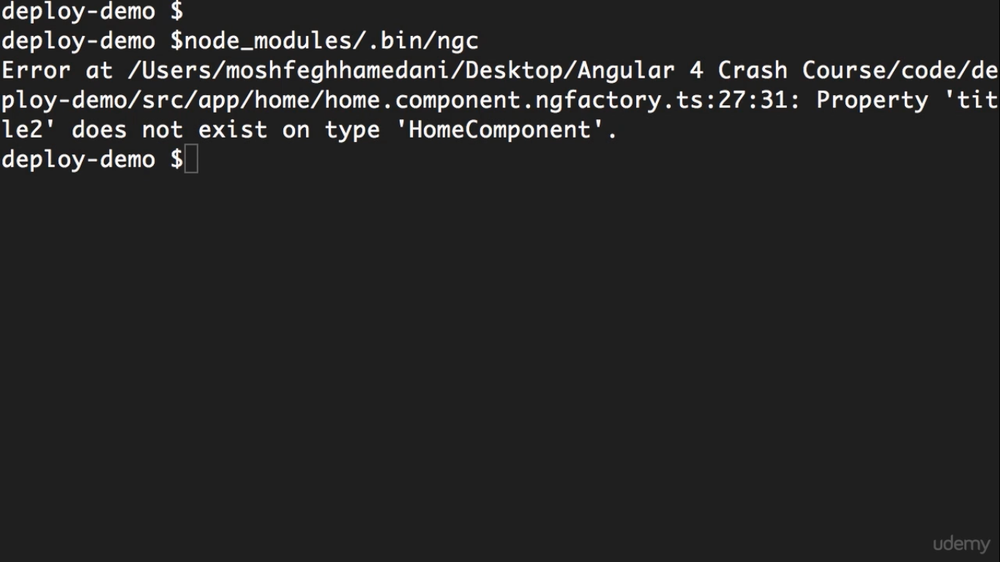 deploy-demo $
deploy-demo $node_modules/.bin/ngc
Error at /Users/moshfeghhamedani/Desktop/Angular 4 Crash Course/code/de
ploy-demo/src/app/home/home.component.ngfactory.ts:27:31: Property 'tit
le2' does not exist on type 'HomeComponent'.
deploy-demo $
udemy